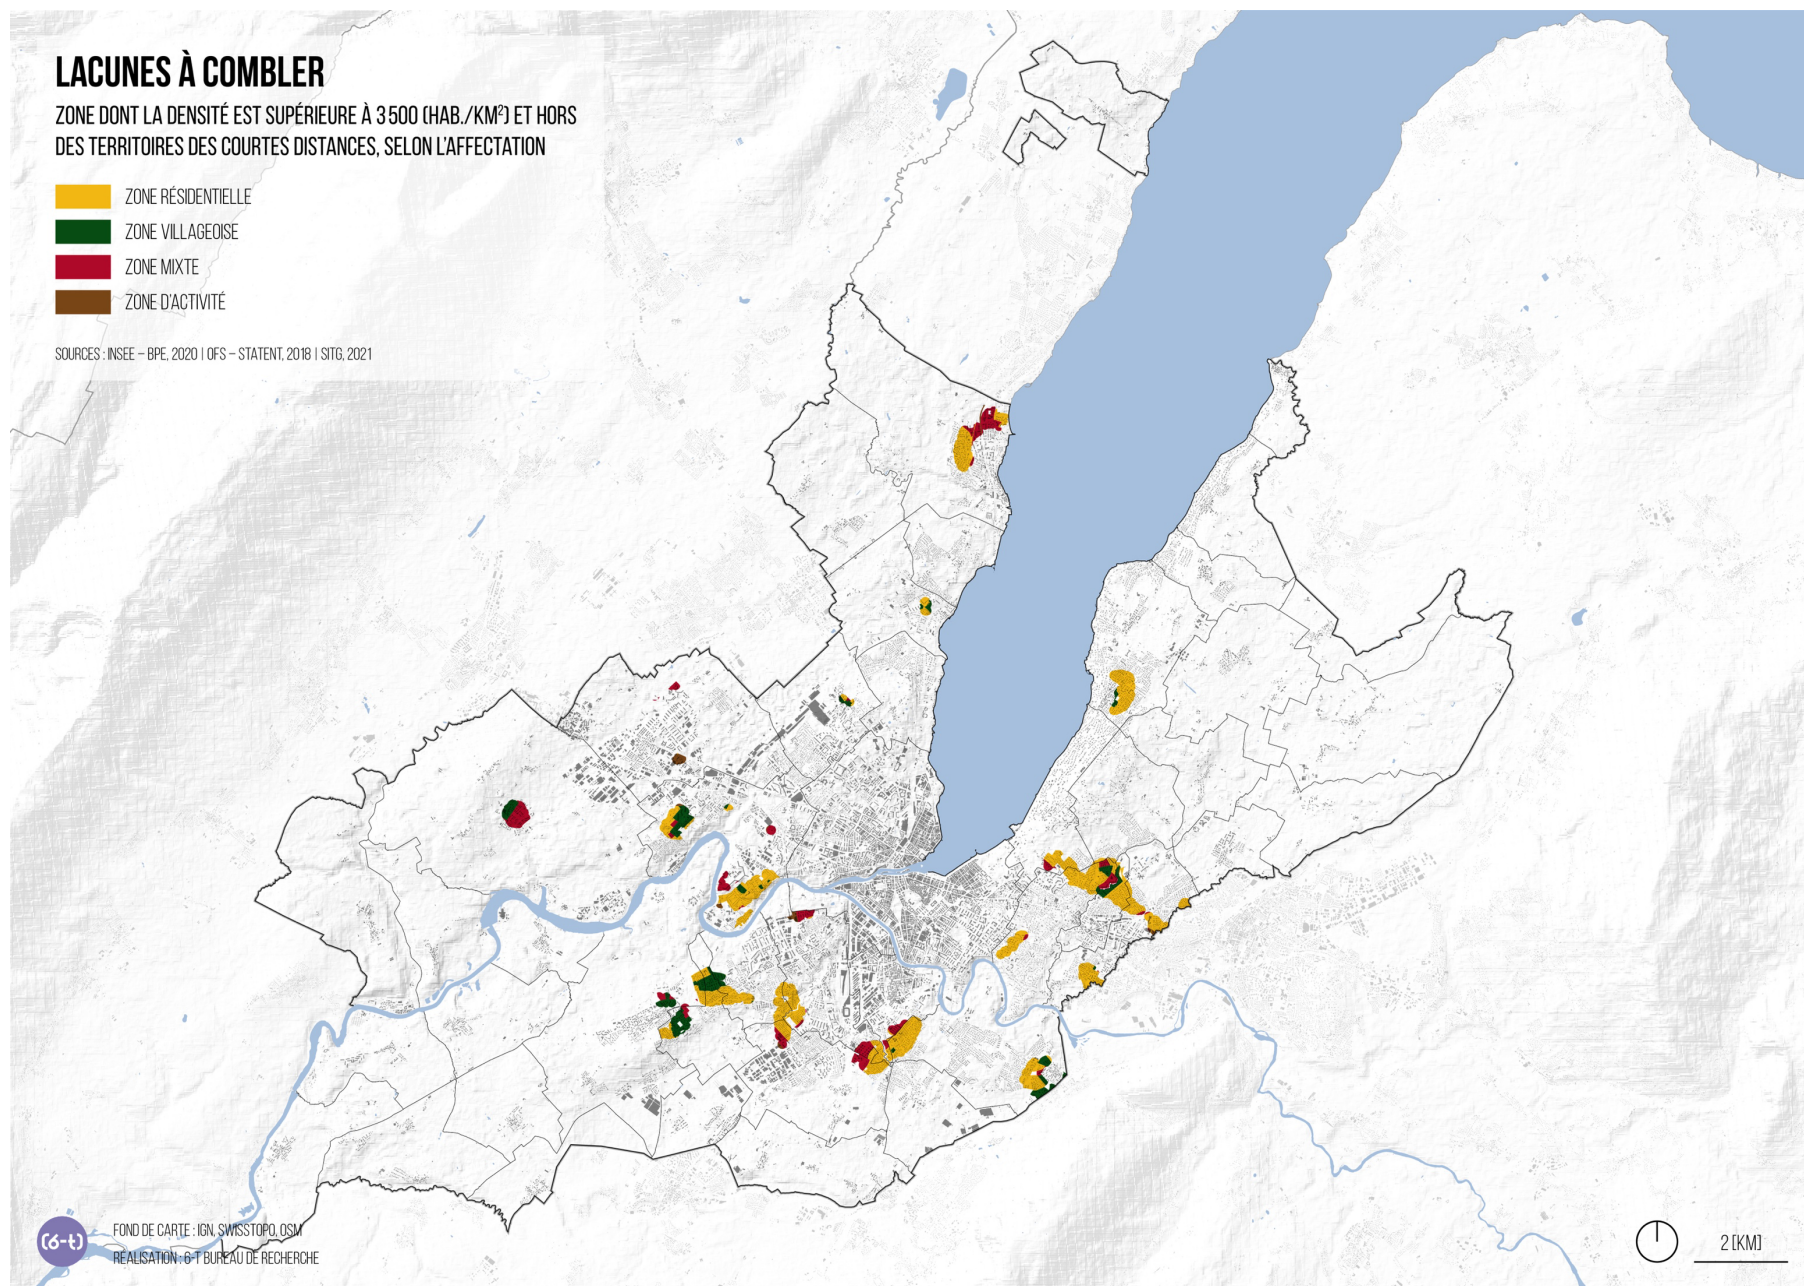 LACUNES À COMBLER
ZONE DONT LA DENSITÉ EST SUPÉRIEURE À 3 500 (HAB./KM²) ET HORS
DES TERRITOIRES DES COURTES DISTANCES, SELON L'AFFECTATION
ZONE RÉSIDENTIELLE
ZONE VILLAGEOISE
ZONE MIXTE
ZONE D'ACTIVITÉ
SOURCES : INSEE – BPE, 2020 | OFS – STATENT, 2018 | SITG, 2021
(6-t)
FOND DE CARTE : IGN, SWISSTOPO, OSM
RÉALISATION : 6-T BUREAU DE RECHERCHE
2 [KM]